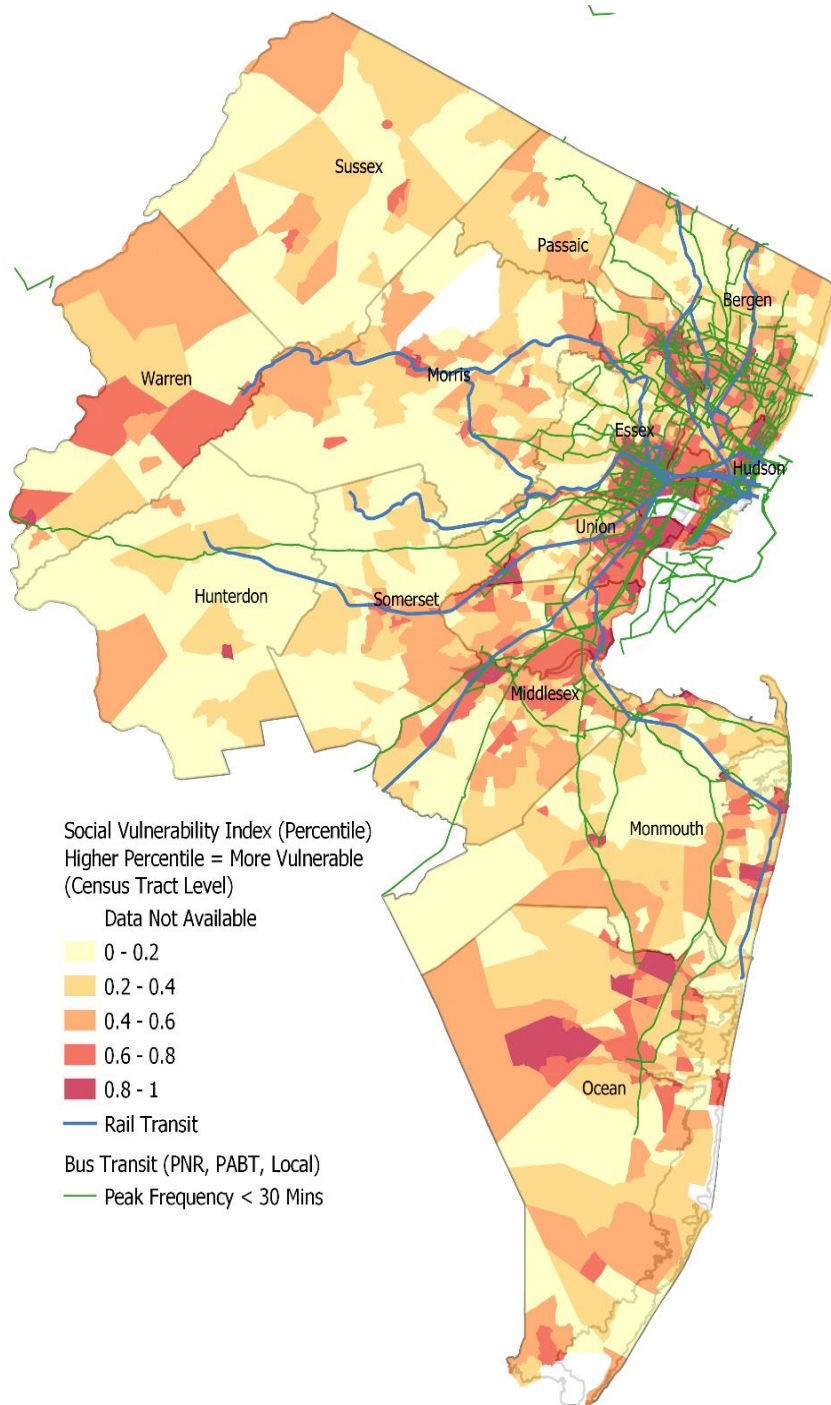 Sussex
Passaic
Bergen
Warren
Morris
Essex
Hudson
Union
Hunterdon
Somerset
Middlesex
Monmouth
Ocean
Social Vulnerability Index (Percentile)
Higher Percentile = More Vulnerable
(Census Tract Level)
Data Not Available
0 - 0.2
0.2 - 0.4
0.4 - 0.6
0.6 - 0.8
0.8 - 1
Rail Transit
Bus Transit (PNR, PABT, Local)
Peak Frequency < 30 Mins